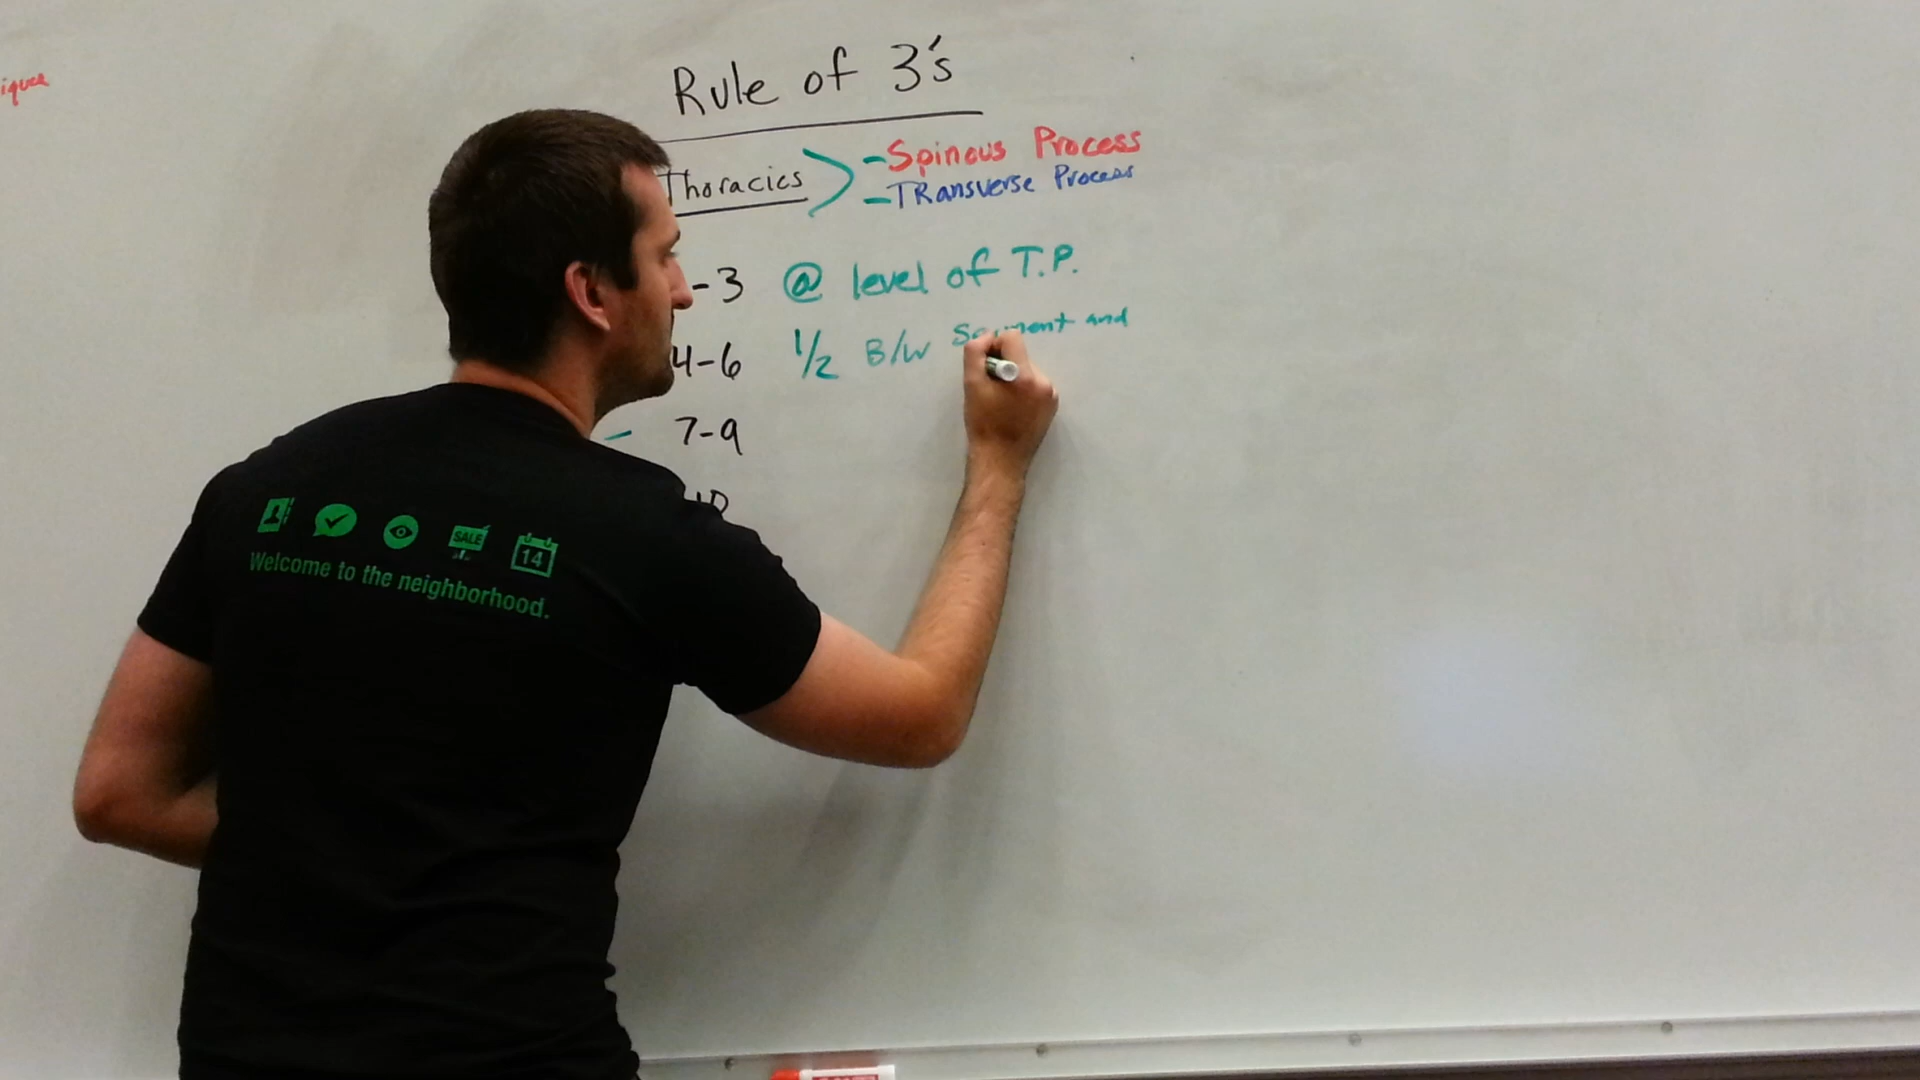 Rule of 3's
Thoracics
-Spinous Process
-Transverse Process
-3 @ level of T.P.
4-6 1/2 B/W Segment and
7-9
10
SALE
14
Welcome to the neighborhood.